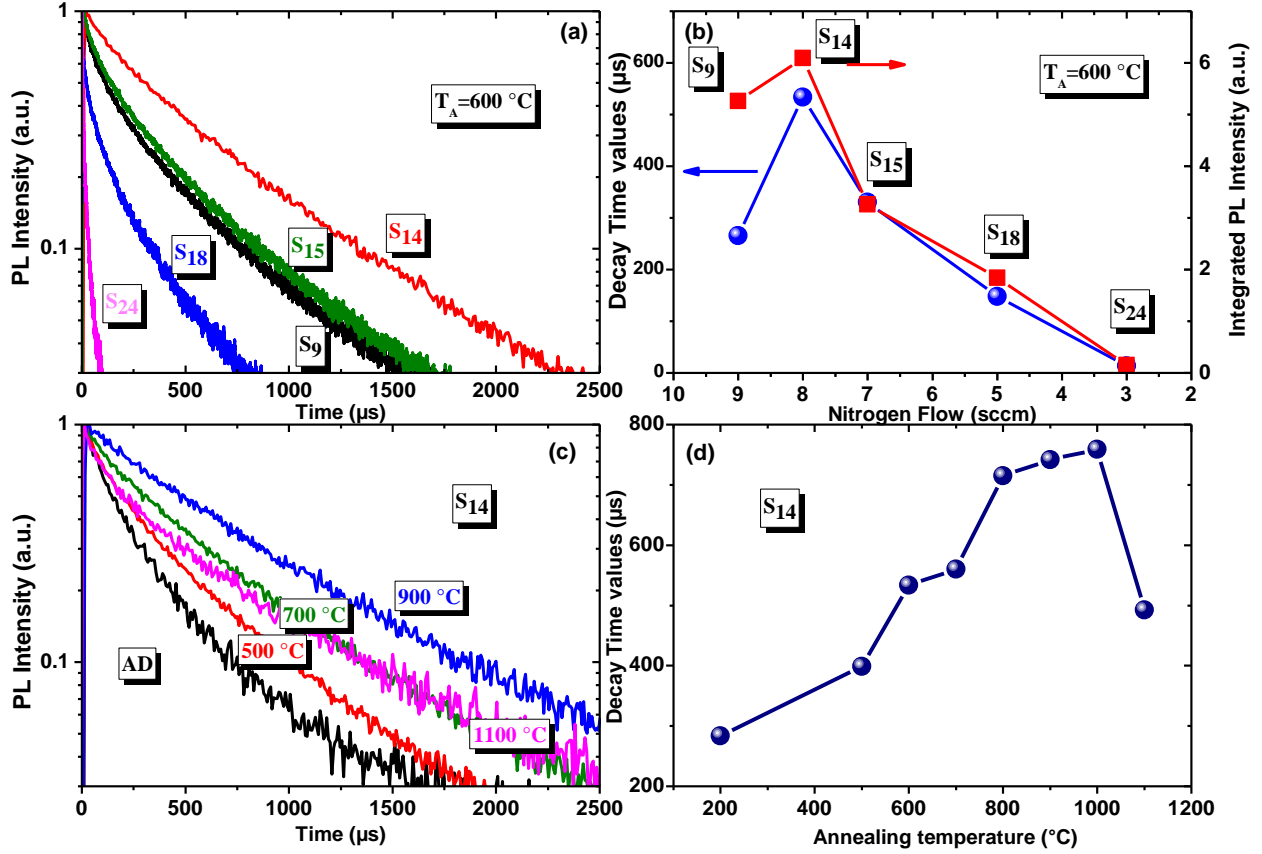 (a)
T_A=600 °C
S14
S15
S18
S24
S9
1
0.1
PL Intensity (a.u.)
0 500 1000 1500 2000 2500
Time (µs)
(b)
S14
S9
T_A=600 °C
S15
S18
S24
600
400
200
0
Decay Time values (µs)
6
4
2
0
Integrated PL Intensity (a.u.)
10 9 8 7 6 5 4 3 2
Nitrogen Flow (sccm)
(c)
S14
900 °C
700 °C
500 °C
AD
1100 °C
1
0.1
PL Intensity (a.u.)
0 500 1000 1500 2000 2500
Time (µs)
(d)
S14
800
600
400
200
Decay Time values (µs)
200 400 600 800 1000 1200
Annealing temperature (°C)